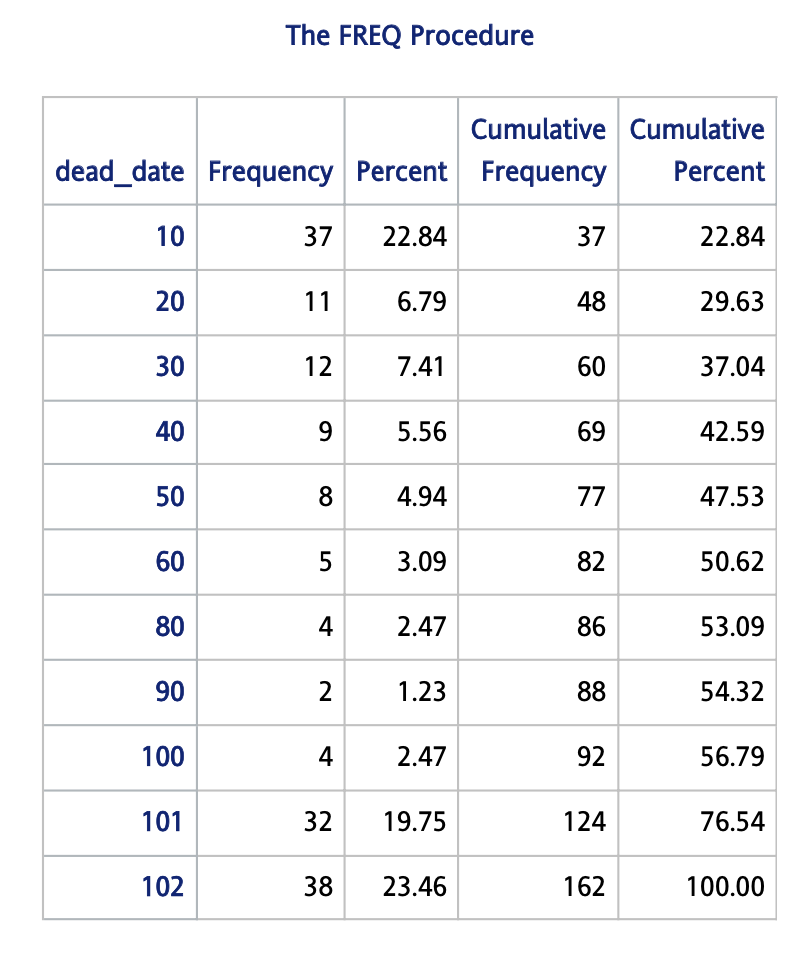 The FREQ Procedure
dead_date Frequency Percent Cumulative Frequency Cumulative Percent
10 37 22.84 37 22.84
20 11 6.79 48 29.63
30 12 7.41 60 37.04
40 9 5.56 69 42.59
50 8 4.94 77 47.53
60 5 3.09 82 50.62
80 4 2.47 86 53.09
90 2 1.23 88 54.32
100 4 2.47 92 56.79
101 32 19.75 124 76.54
102 38 23.46 162 100.00